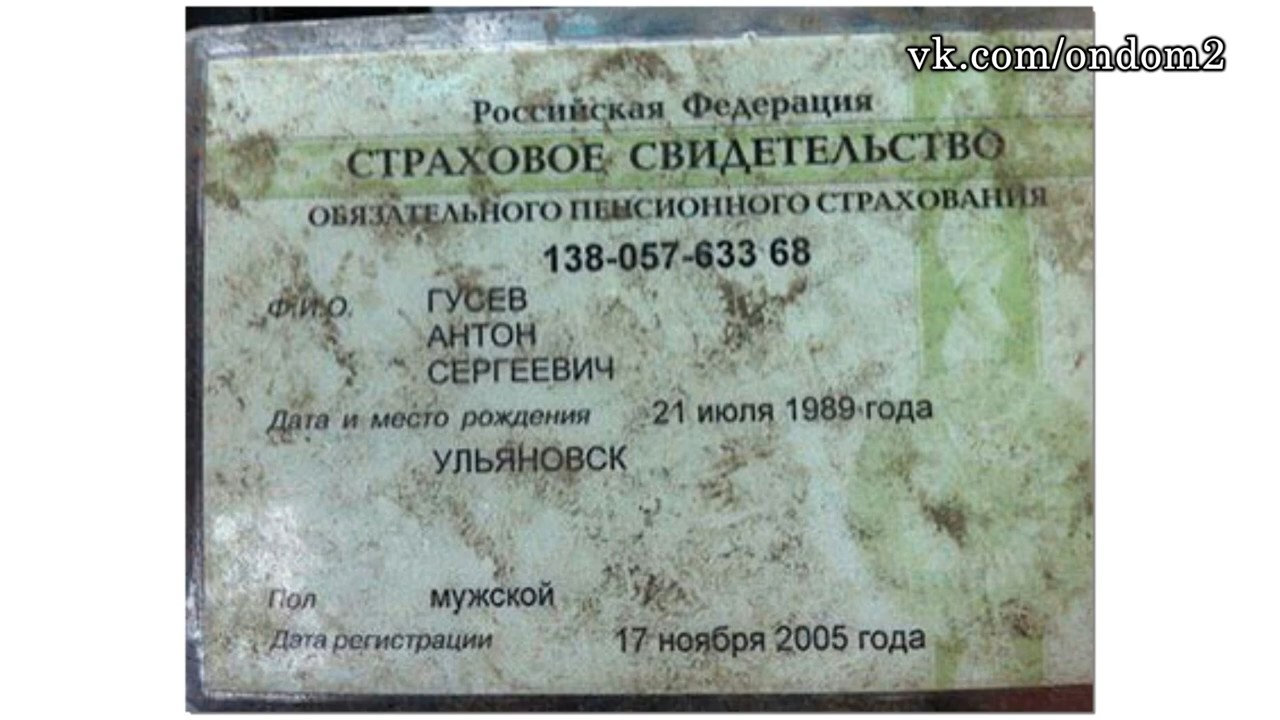 vk.com/ondom2
Российская Федерация
СТРАХОВОЕ СВИДЕТЕЛЬСТВО
ОБЯЗАТЕЛЬНОГО ПЕНСИОННОГО СТРАХОВАНИЯ
138-057-633 68
Ф.И.О. ГУСЕВ
АНТОН
СЕРГЕЕВИЧ
Дата и место рождения 21 июля 1989 года
УЛЬЯНОВСК
Пол мужской
Дата регистрации 17 ноября 2005 года